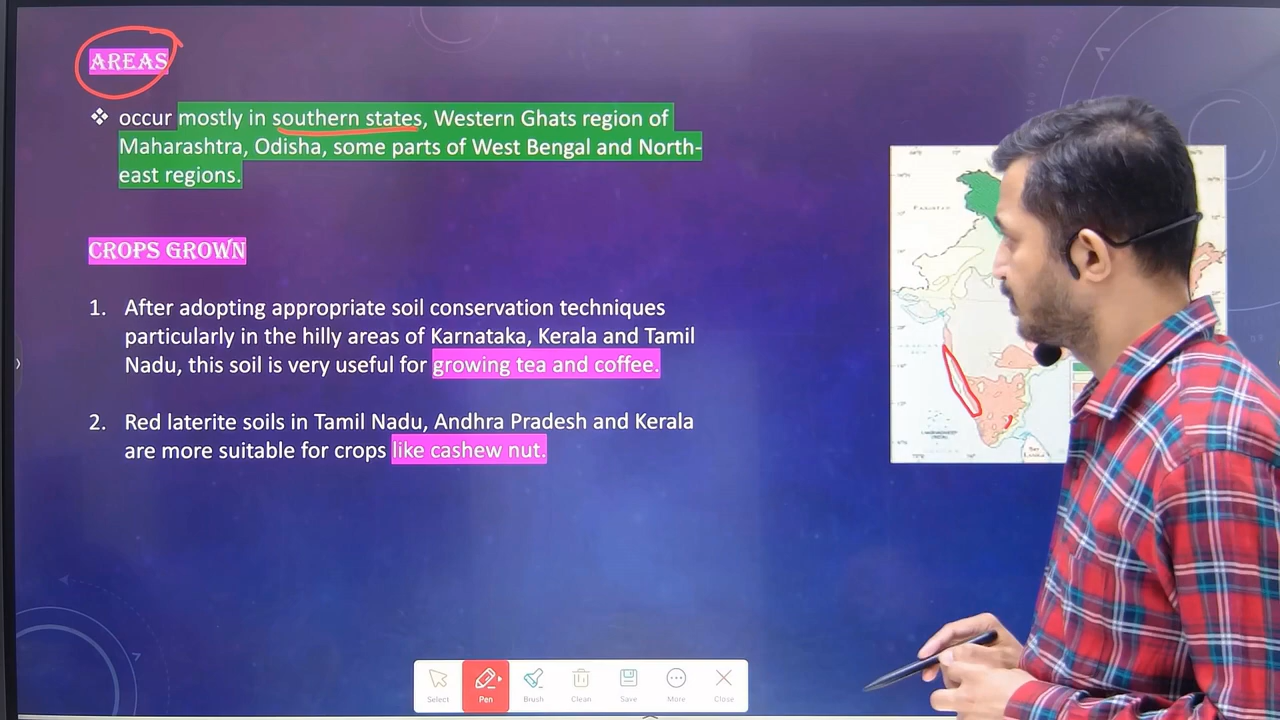 AREAS
❖ occur mostly in southern states, Western Ghats region of
Maharashtra, Odisha, some parts of West Bengal and North-
east regions.
CROPS GROWN
1. After adopting appropriate soil conservation techniques
particularly in the hilly areas of Karnataka, Kerala and Tamil
Nadu, this soil is very useful for growing tea and coffee.
2. Red laterite soils in Tamil Nadu, Andhra Pradesh and Kerala
are more suitable for crops like cashew nut.
PAKISTAN
SRI
LANKA
Select Pen Brush Clean Save More Close